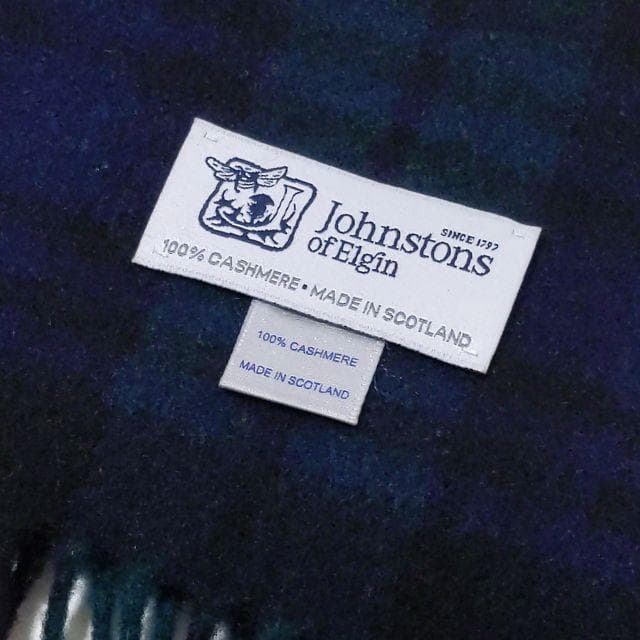 SINCE 1797
Johnstons
of Elgin
100% CASHMERE • MADE IN SCOTLAND
100% CASHMERE
MADE IN SCOTLAND